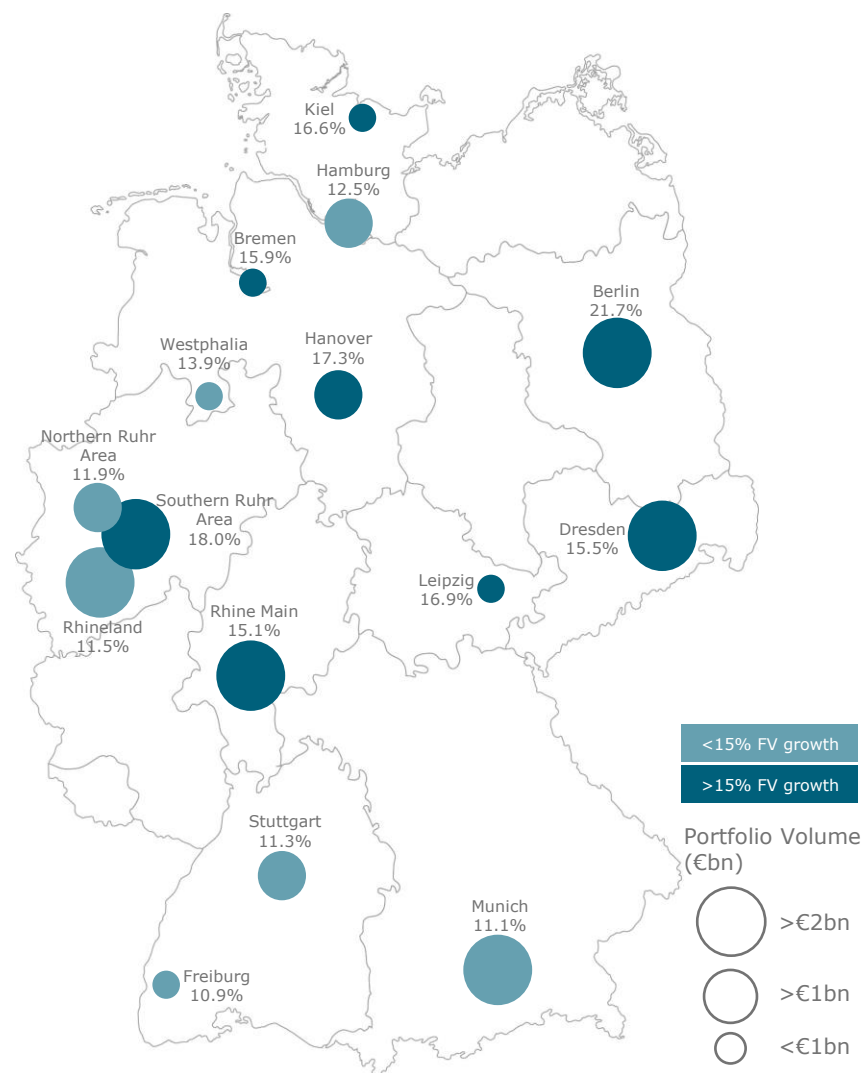 Kiel
16.6%
Hamburg
12.5%
Bremen
15.9%
Berlin
21.7%
Westphalia
13.9%
Hanover
17.3%
Northern Ruhr
Area
11.9%
Southern Ruhr
Area
18.0%
Dresden
15.5%
Leipzig
16.9%
Rhineland
11.5%
Rhine Main
15.1%
<15% FV growth
>15% FV growth
Stuttgart
11.3%
Portfolio Volume
(€bn)
>€2bn
Munich
11.1%
Freiburg
10.9%
>€1bn
<€1bn